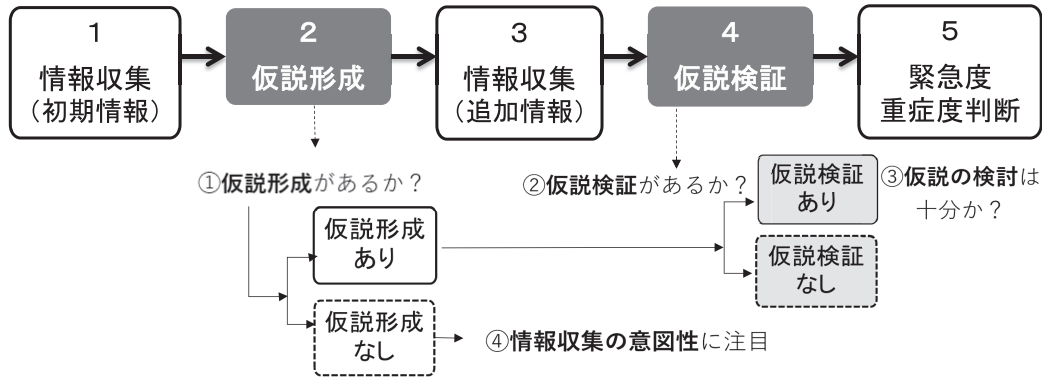 1
情報収集
(初期情報)
2
仮説形成
3
情報収集
(追加情報)
4
仮説検証
5
緊急度
重症度判断
①仮説形成があるか?
仮説形成
あり
仮説形成
なし
②仮説検証があるか?
仮説検証
あり
仮説検証
なし
③仮説の検討は
十分か?
④情報収集の意図性に注目